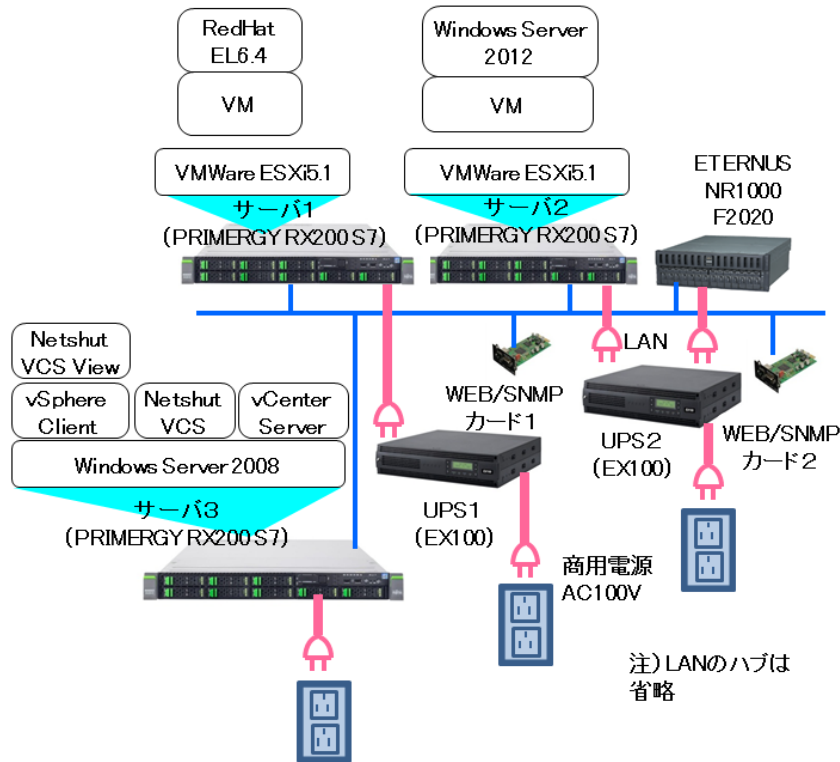 RedHat
EL6.4
VM
VMWare ESXi5.1
サーバ1
(PRIMERGY RX200 S7)
Windows Server
2012
VM
VMWare ESXi5.1
サーバ2
(PRIMERGY RX200 S7)
ETERNUS
NR1000
F2020
LAN
WEB/SNMP
カード1
UPS1
(EX100)
UPS2
(EX100)
WEB/SNMP
カード2
Netshut
VCS View
vSphere
Client
Netshut
VCS
vCenter
Server
Windows Server 2008
サーバ3
(PRIMERGY RX200 S7)
商用電源
AC100V
注）LANのハブは
省略